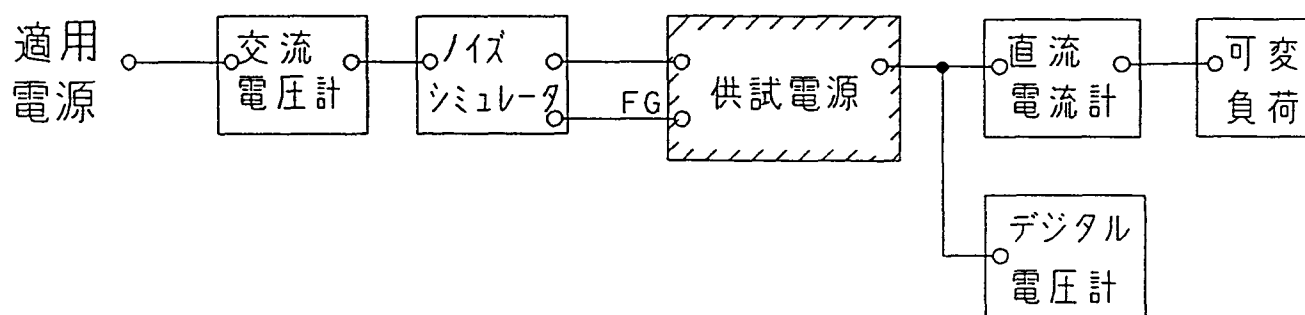 適用
電源
交流
電圧計
ノイズ
シミュレータ
FG
供試電源
直流
電流計
可変
負荷
デジタル
電圧計